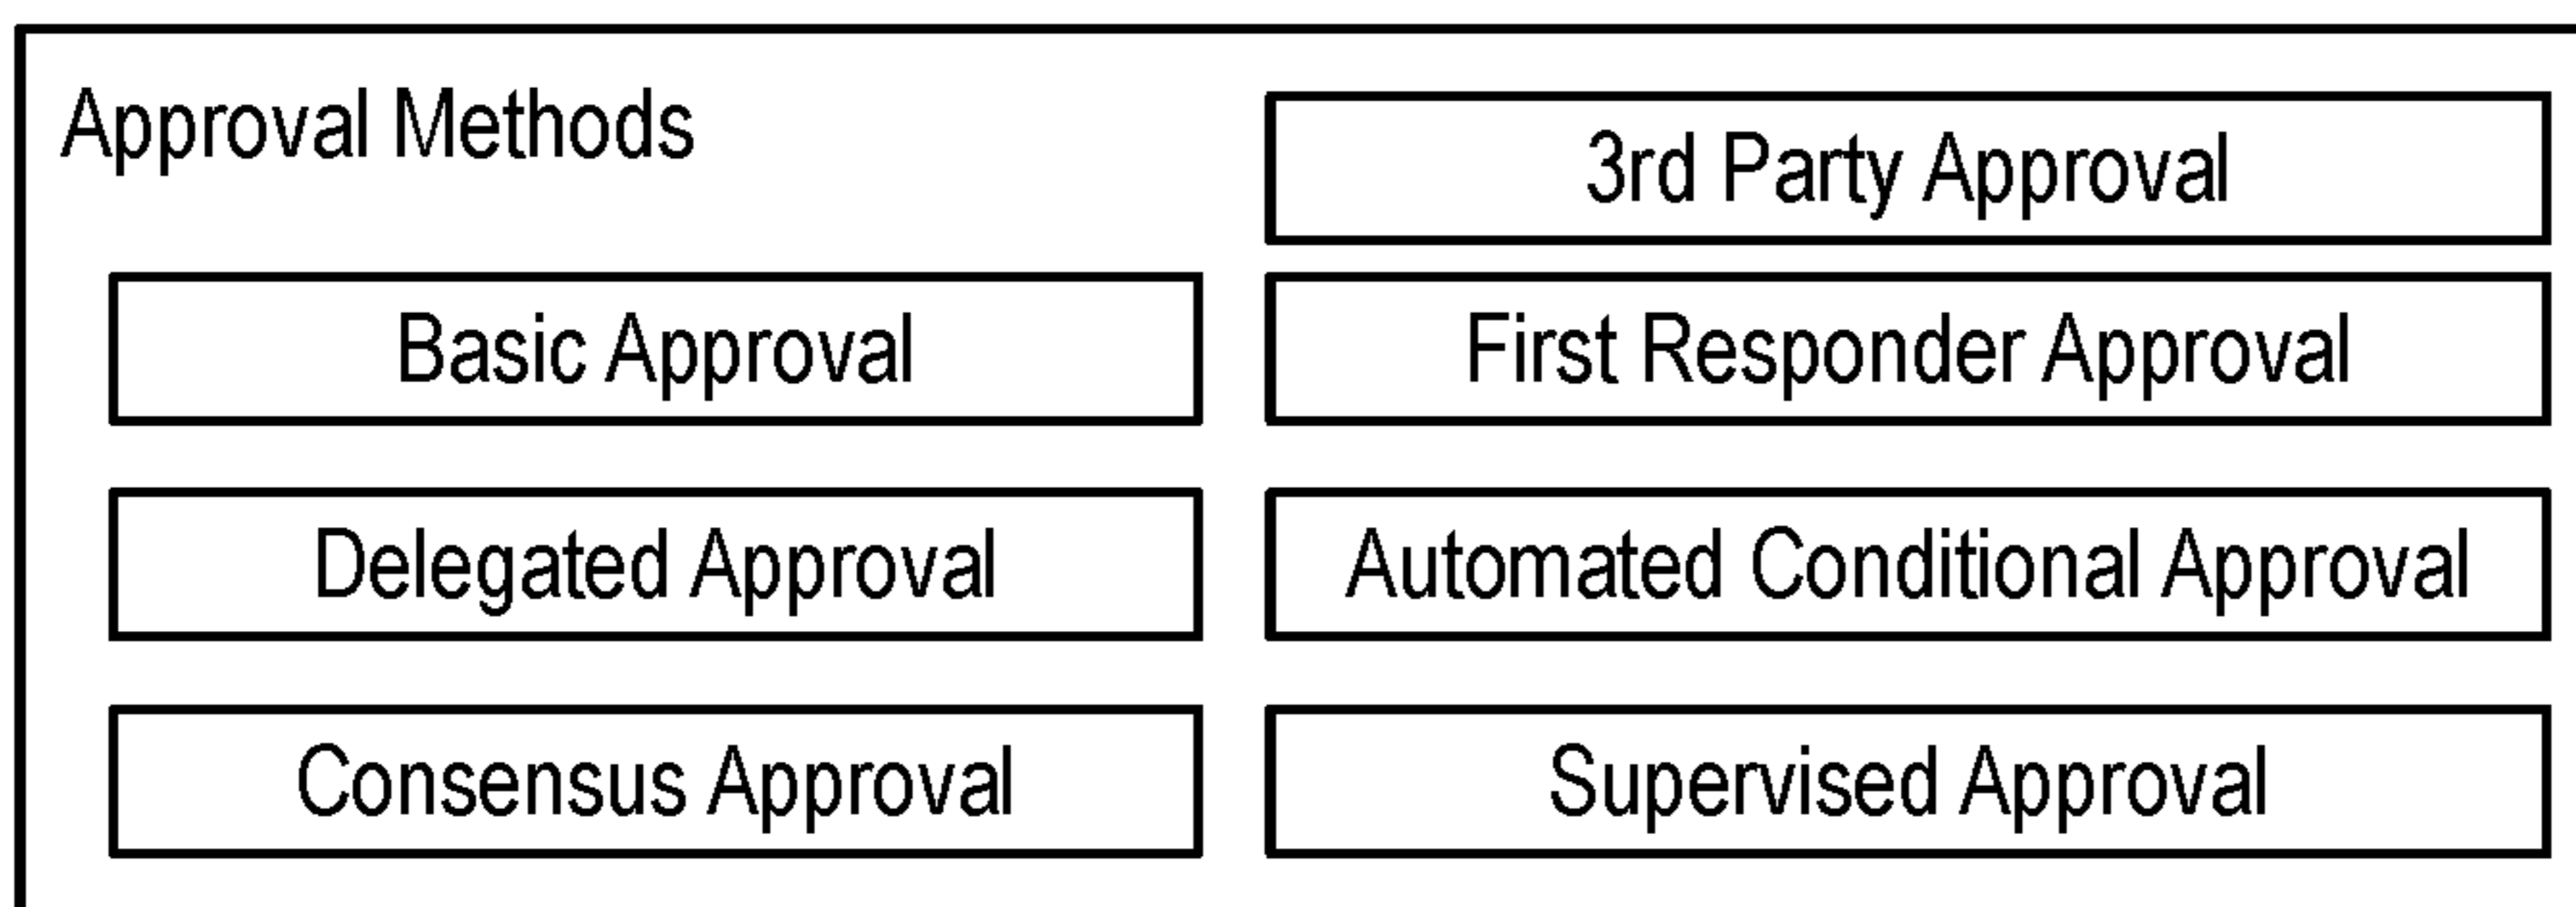 Approval Methods
3rd Party Approval
Basic Approval
First Responder Approval
Delegated Approval
Automated Conditional Approval
Consensus Approval
Supervised Approval